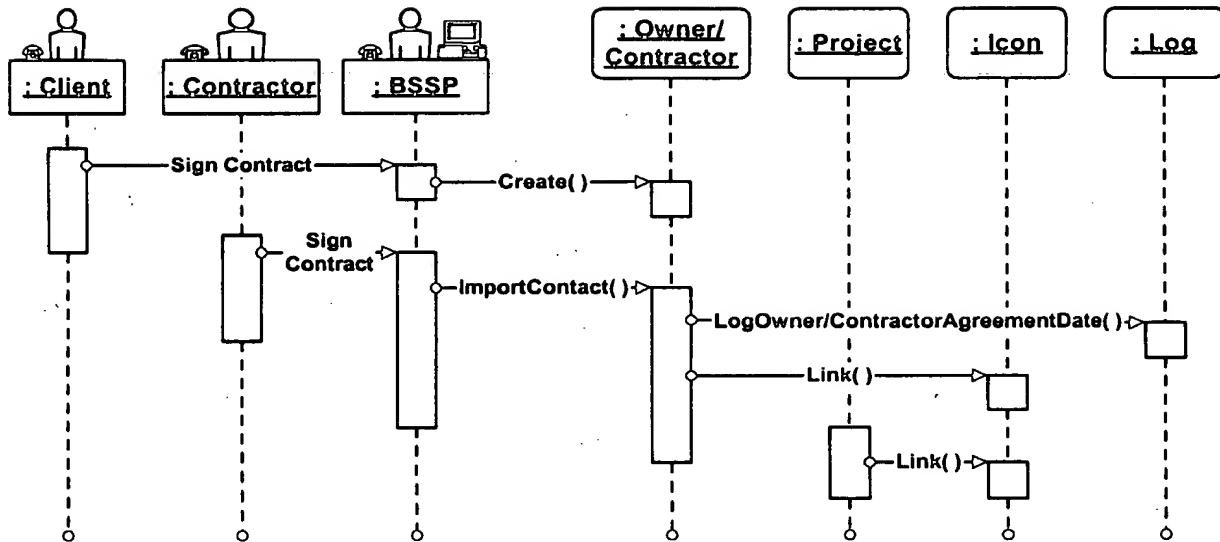 : Client
: Contractor
: BSSP
: Owner/
Contractor
: Project
: Icon
: Log
Sign Contract
Create( )
Sign
Contract
ImportContact( )
LogOwner/ContractorAgreementDate( )
Link( )
Link( )